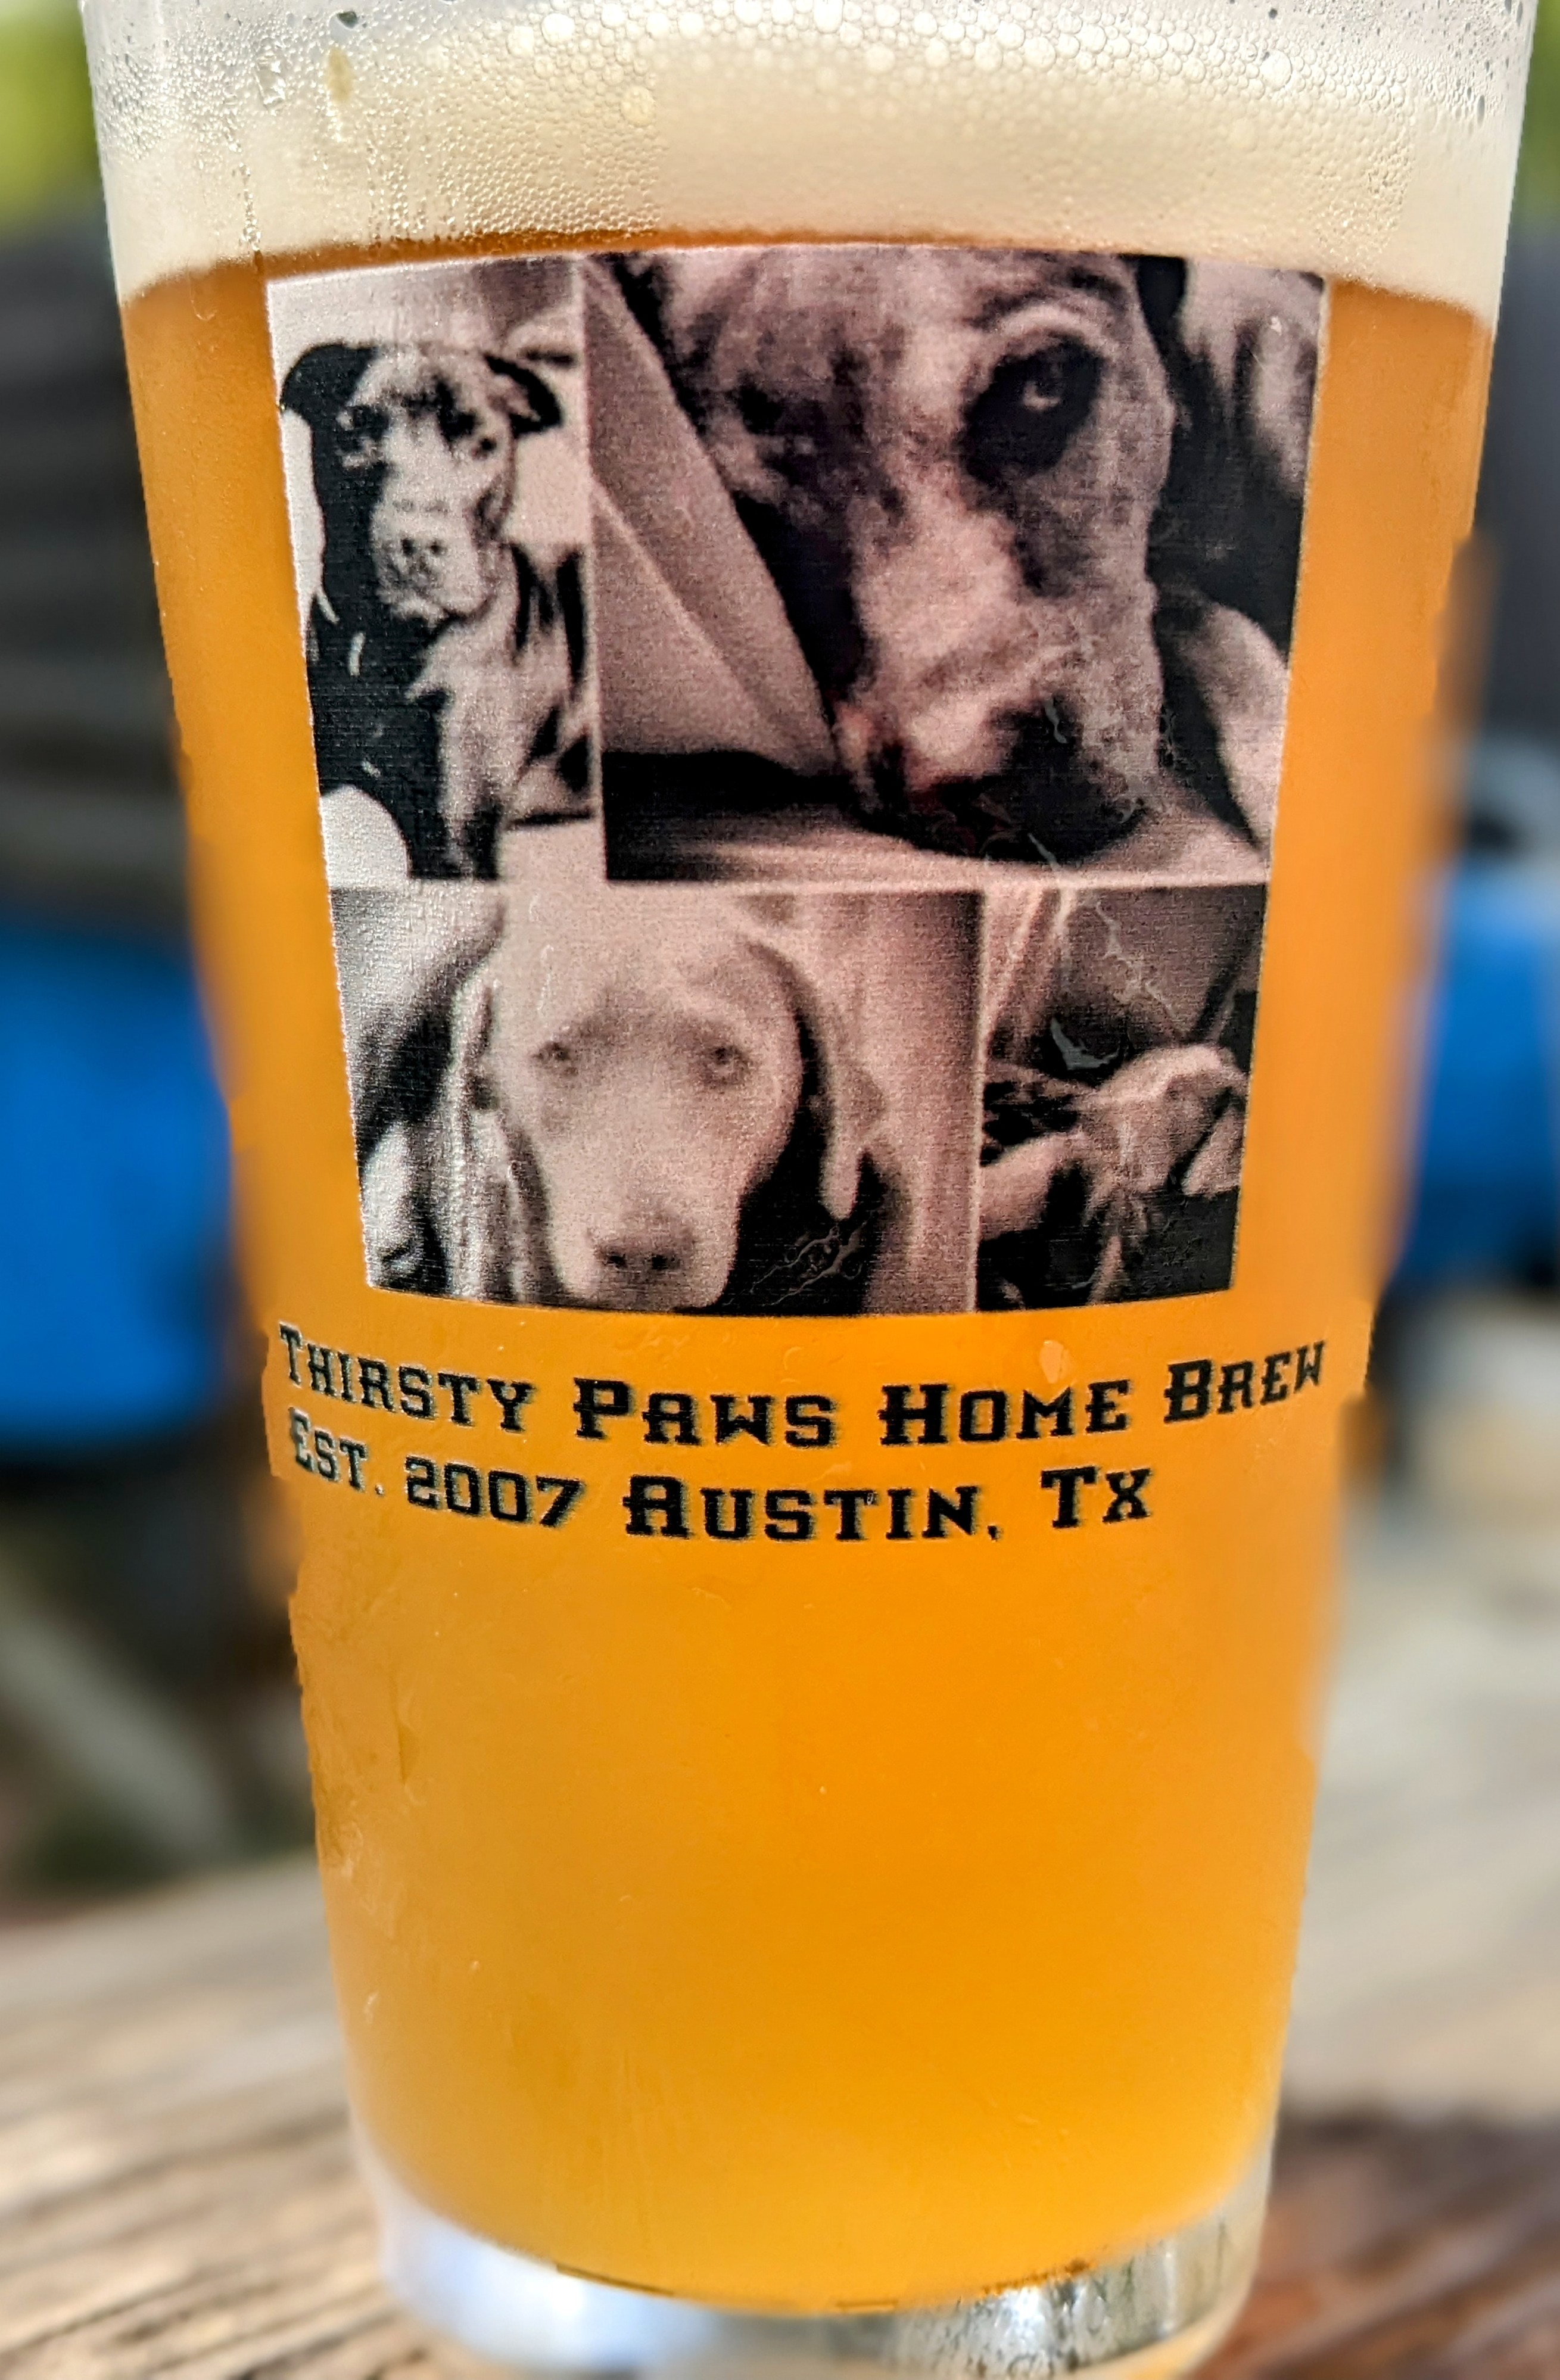 Thirsty Paws Home Brew
Est. 2007 Austin, Tx